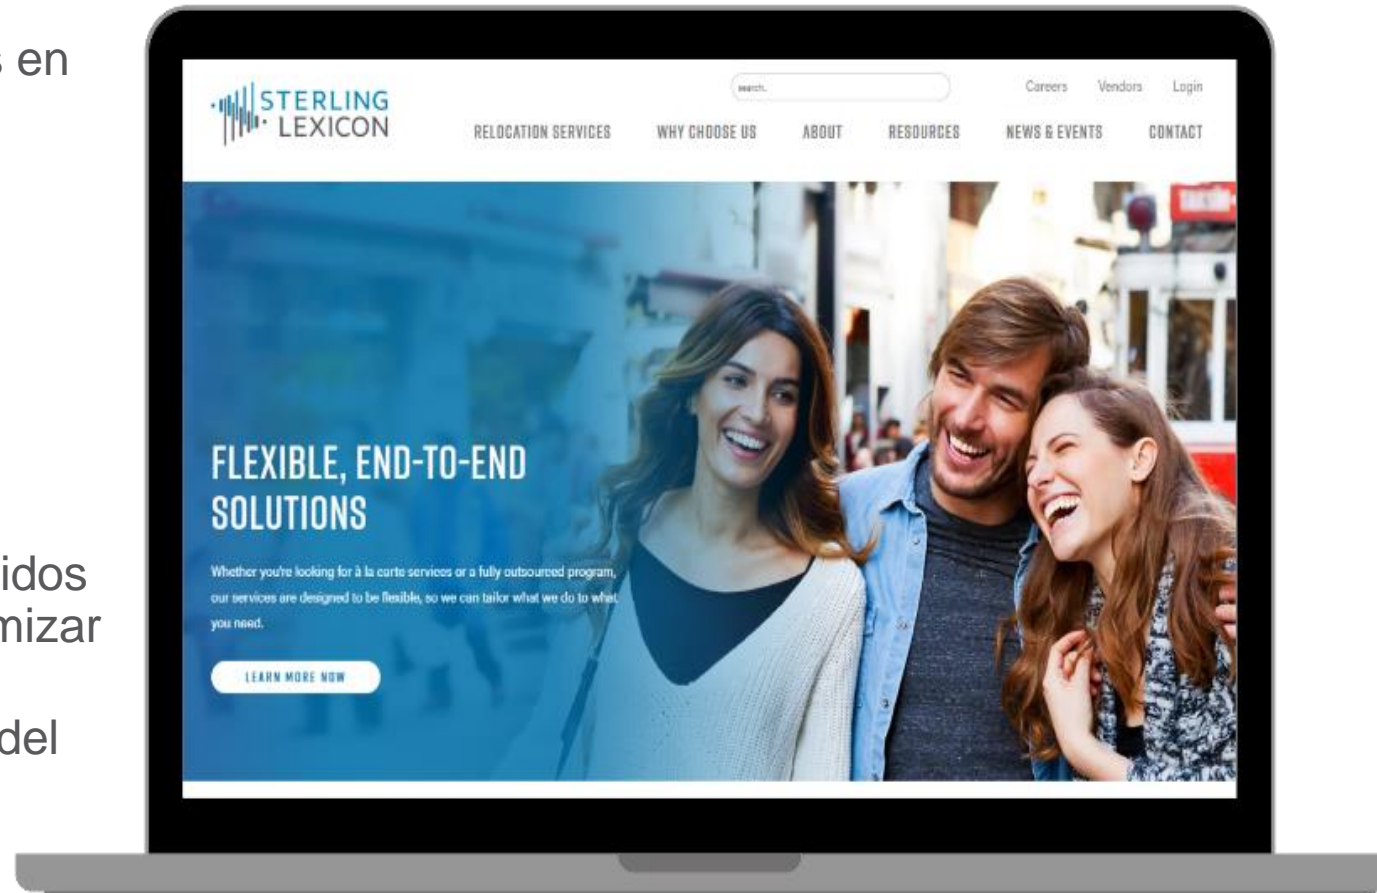 s en
STERLING
LEXICON
search..
Careers Vendors Login
RELOCATION SERVICES WHY CHOOSE US ABOUT RESOURCES NEWS & EVENTS CONTACT
FLEXIBLE, END-TO-END
SOLUTIONS
Whether you're looking for à la carte services or a fully outsourced program,
our services are designed to be flexible, so we can tailor what we do to what
you need.
LEARN MORE NOW
idos
mizar
del